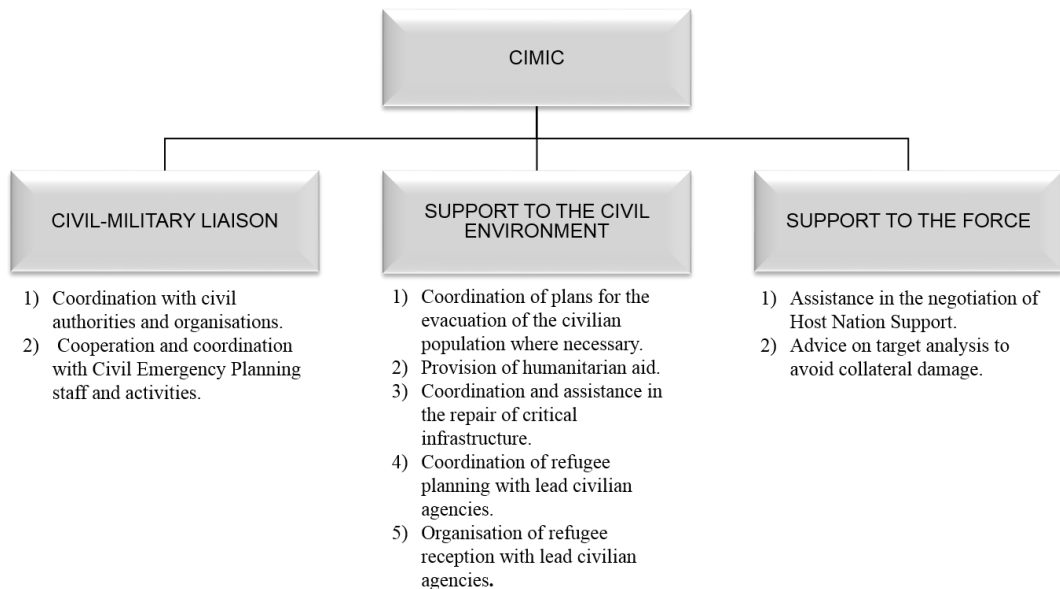 CIMIC
CIVIL-MILITARY LIAISON
1) Coordination with civil
authorities and organisations.
2) Cooperation and coordination
with Civil Emergency Planning
staff and activities.
SUPPORT TO THE CIVIL
ENVIRONMENT
1) Coordination of plans for the
evacuation of the civilian
population where necessary.
2) Provision of humanitarian aid.
3) Coordination and assistance in
the repair of critical
infrastructure.
4) Coordination of refugee
planning with lead civilian
agencies.
5) Organisation of refugee
reception with lead civilian
agencies.
SUPPORT TO THE FORCE
1) Assistance in the negotiation of
Host Nation Support.
2) Advice on target analysis to
avoid collateral damage.